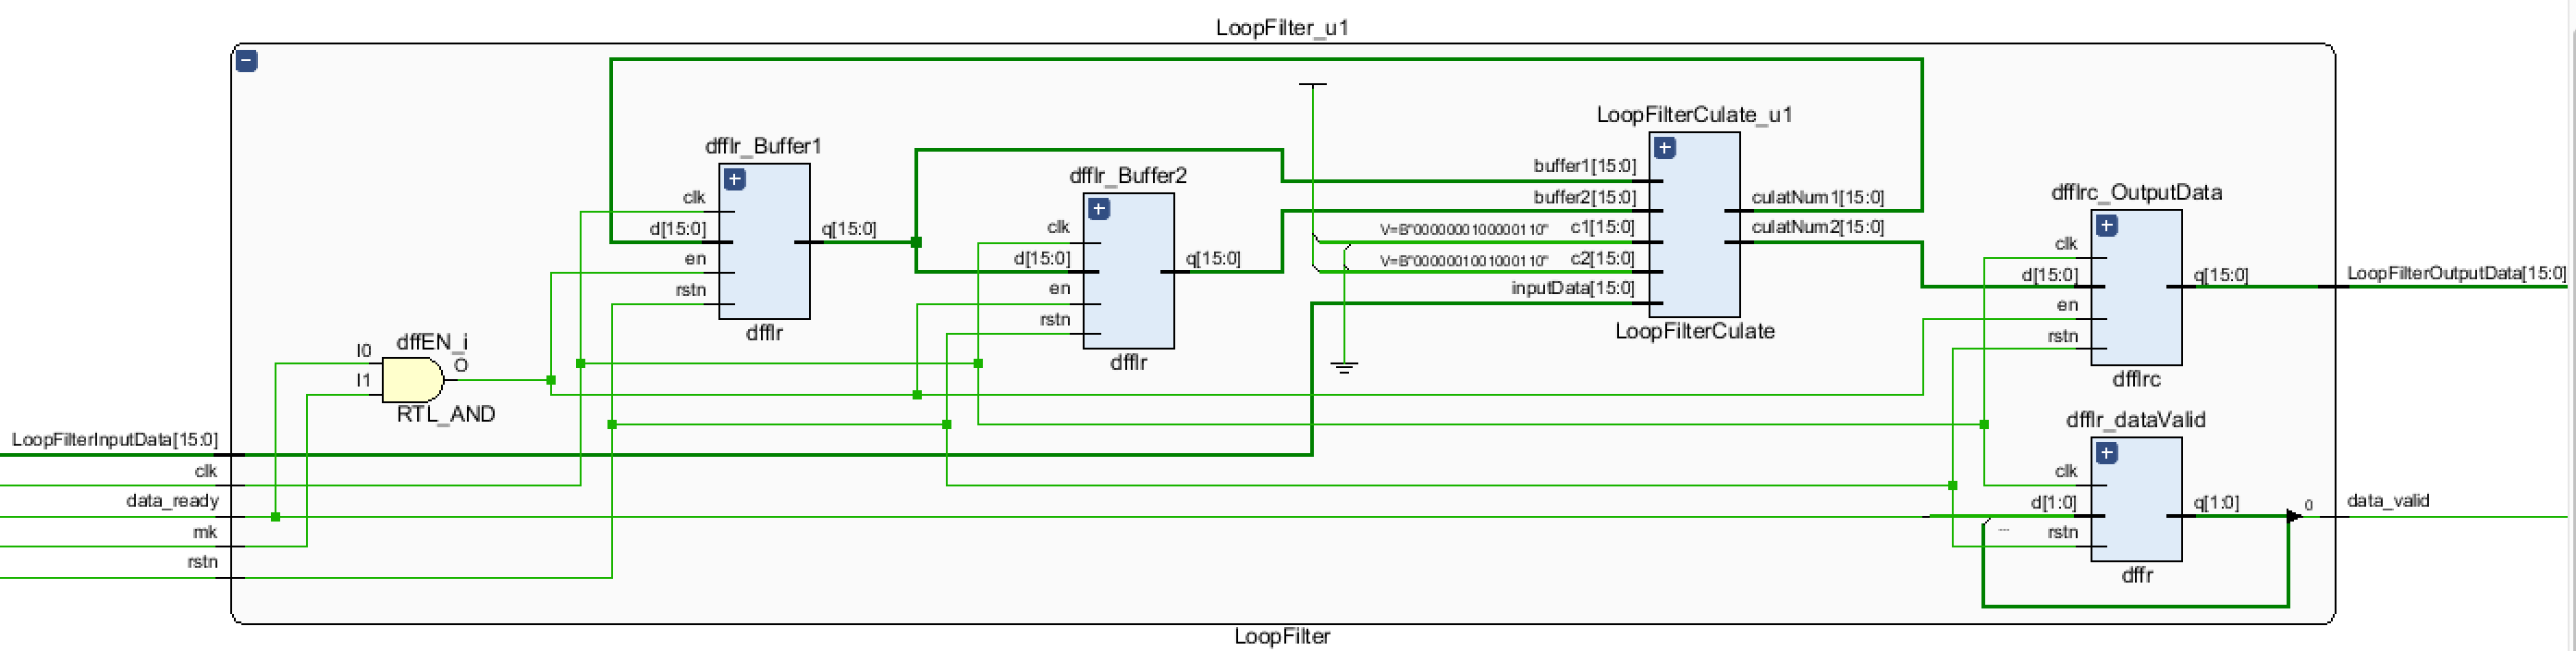 LoopFilter_u1
LoopFilterCulate_u1
dfflr_Buffer1
dfflr_Buffer2
buffer1[15:0]
clk
dfflrc_OutputData
buffer2[15:0]
culatNum1[15:0]
d[15:0]
q[15:0]
clk
V=B"0000000100000110"
c1[15:0]
culatNum2[15:0]
clk
en
d[15:0]
q[15:0]
V=B"0000001001000110"
c2[15:0]
d[15:0]
q[15:0]
LoopFilterOutputData[15:0]
rstn
en
inputData[15:0]
en
rstn
LoopFilterCulate
rstn
dfflr
dffEN_i
dfflr
dfflrc
I0
O
I1
RTL_AND
dfflr_dataValid
LoopFilterInputData[15:0]
clk
clk
data_ready
d[1:0]
q[1:0]
0
data_valid
...
mk
rstn
rstn
dffr
LoopFilter